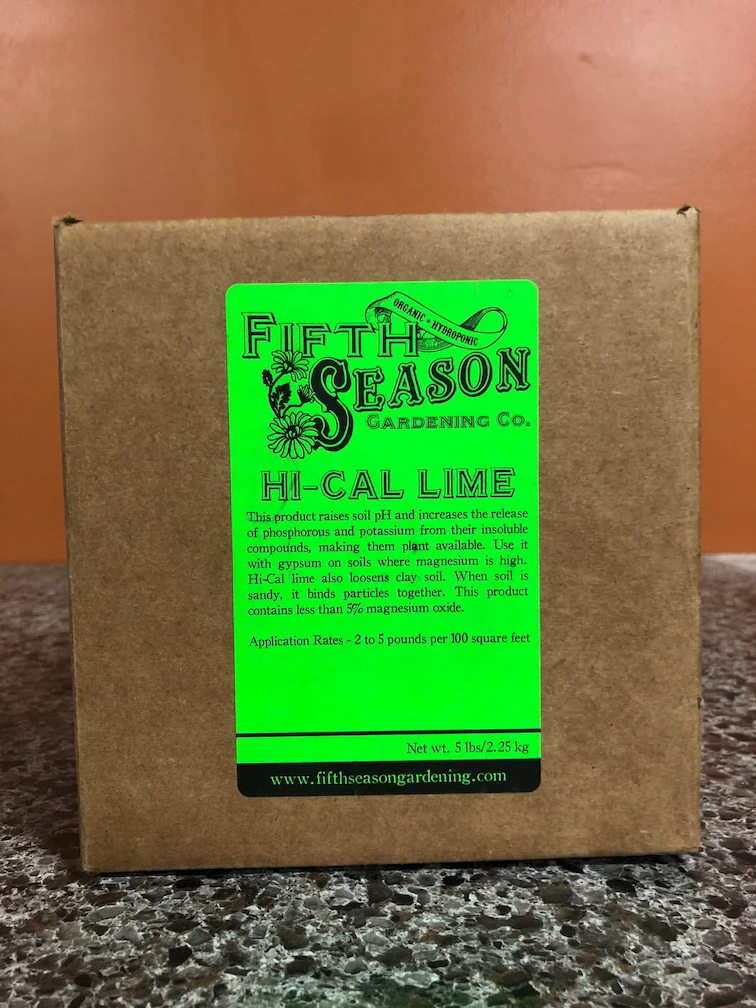 ORGANIC • HYDROPONIC
FIFTH
SEASON
GARDENING CO.
HI-CAL LIME
This product raises soil pH and increases the release
of phosphorous and potassium from their insoluble
compounds, making them plant available. Use it
with gypsum on soils where magnesium is high.
Hi-Cal lime also loosens clay soil. When soil is
sandy, it binds particles together. This product
contains less than 5% magnesium oxide.
Application Rates - 2 to 5 pounds per 100 square feet
Net wt. 5 lbs/2.25 kg
www.fifthseasongardening.com